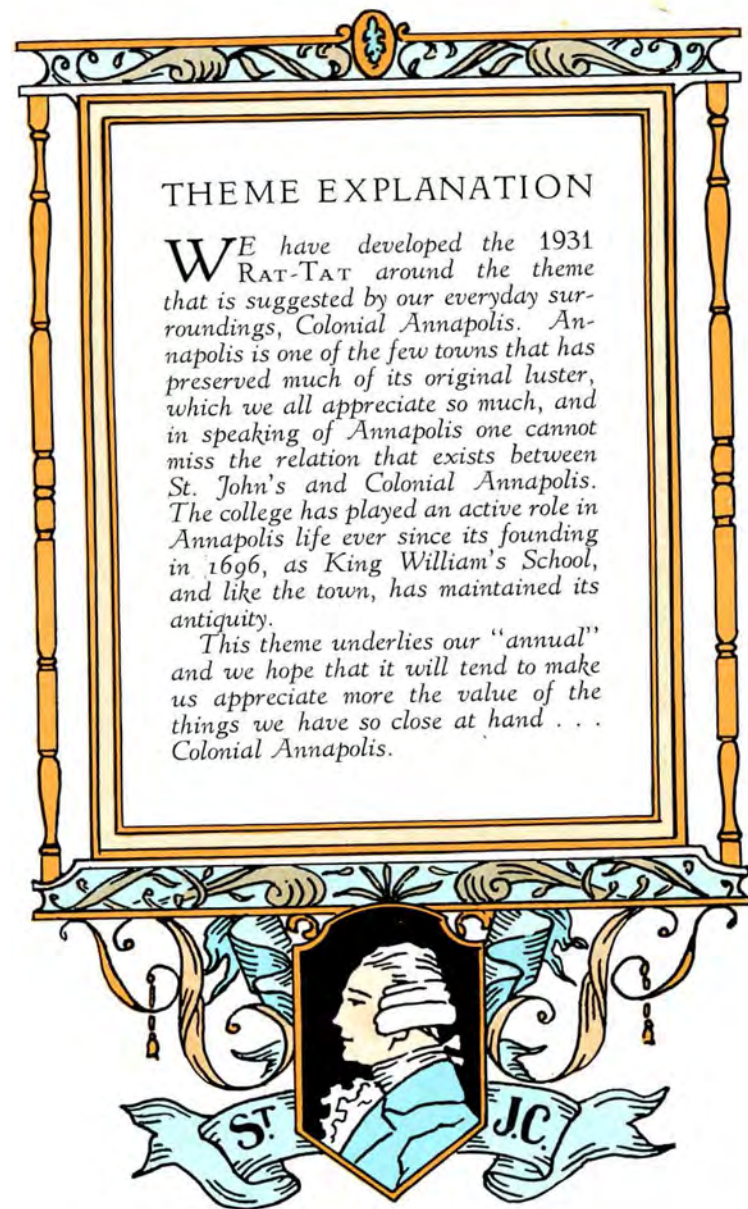 THEME EXPLANATION
WE have developed the 1931
RAT-TAT around the theme
that is suggested by our everyday sur-
roundings, Colonial Annapolis. An-
napolis is one of the few towns that has
preserved much of its original luster,
which we all appreciate so much, and
in speaking of Annapolis one cannot
miss the relation that exists between
St. John's and Colonial Annapolis.
The college has played an active role in
Annapolis life ever since its founding
in 1696, as King William's School,
and like the town, has maintained its
antiquity.
This theme underlies our "annual"
and we hope that it will tend to make
us appreciate more the value of the
things we have so close at hand . . .
Colonial Annapolis.
ST. J.C.